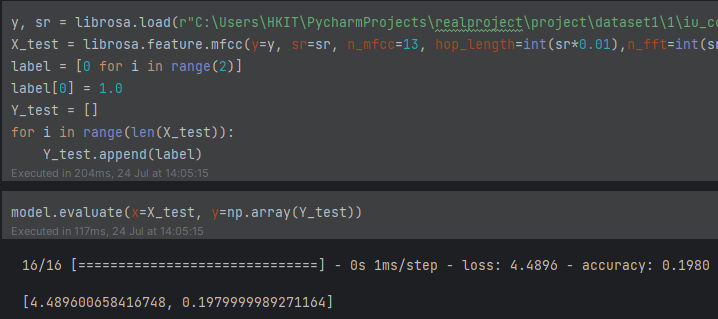 y, sr = librosa.load(r"C:\Users\HKIT\PycharmProjects\realproject\project\dataset1\1\iu_co
X_test = librosa.feature.mfcc(y=y, sr=sr, n_mfcc=13, hop_length=int(sr*0.01),n_fft=int(sr
label = [0 for i in range(2)]
label[0] = 1.0
Y_test = []
for i in range(len(X_test)):
    Y_test.append(label)
Executed in 204ms, 24 Jul at 14:05:15
model.evaluate(x=X_test, y=np.array(Y_test))
Executed in 117ms, 24 Jul at 14:05:15
16/16 [==============================] - 0s 1ms/step - loss: 4.4896 - accuracy: 0.1980
[4.489600658416748, 0.1979999989271164]